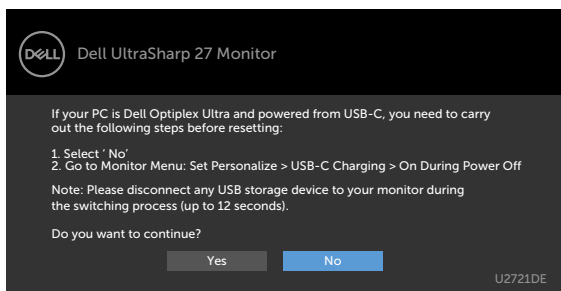 DELL
Dell UltraSharp 27 Monitor
If your PC is Dell Optiplex Ultra and powered from USB-C, you need to carry
out the following steps before resetting:
1. Select ‘ No’
2. Go to Monitor Menu: Set Personalize > USB-C Charging > On During Power Off
Note: Please disconnect any USB storage device to your monitor during
the switching process (up to 12 seconds).
Do you want to continue?
Yes No
U2721DE